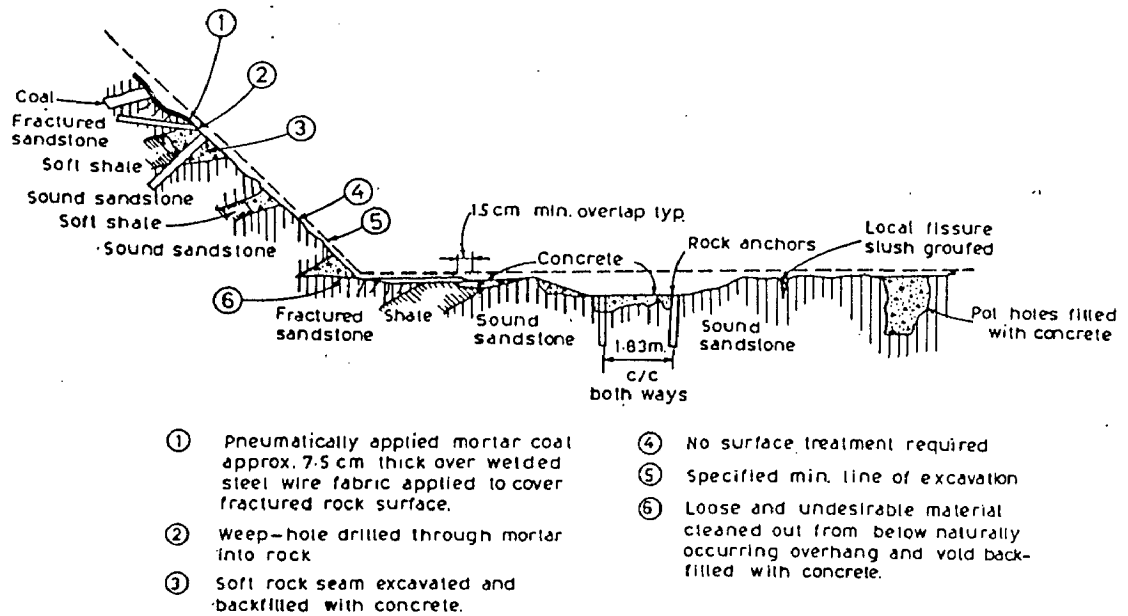 ①
②
③
Coal
Fractured
sandstone
Soft shale
Sound sandstone
Soft shale
Sound sandstone
④
⑤
1.5 cm min. overlap typ.
Concrete
Rock anchors
Local fissure
slush groufed
⑥
Fractured
sandstone
Shale
Sound
sandstone
1.83m.
c/c
both ways
Sound
sandstone
Pot holes filled
with concrete
① Pneumatically applied mortar coat
approx. 7.5 cm thick over welded
steel wire fabric applied to cover
fractured rock surface.
② Weep-hole drilled through mortar
into rock
③ Soft rock seam excavated and
backfilled with concrete.
④ No surface treatment required
⑤ Specified min. line of excavation
⑥ Loose and undesirable material
cleaned out from below naturally
occurring overhang and void back-
filled with concrete.